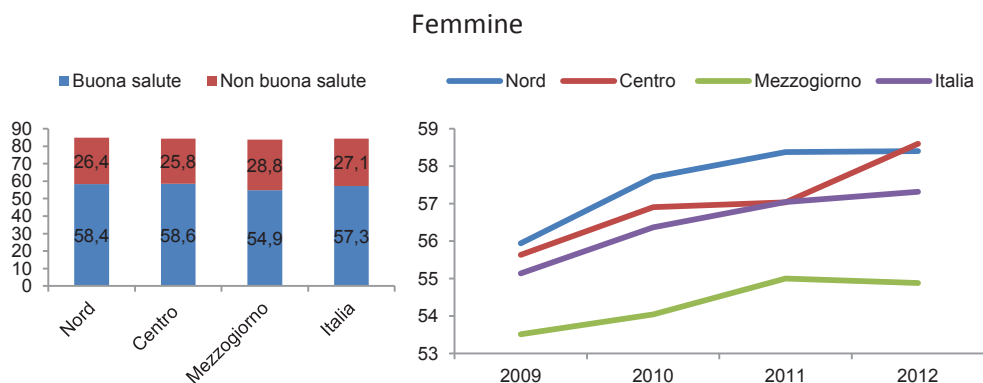 Femmine
Buona salute Non buona salute
90
80
70
60
50
40
30
20
10
0
26,4 25,8 28,8 27,1
58,4 58,6 54,9 57,3
Nord Centro Mezzogiorno Italia
Nord Centro Mezzogiorno Italia
59
58
57
56
55
54
53
2009 2010 2011 2012